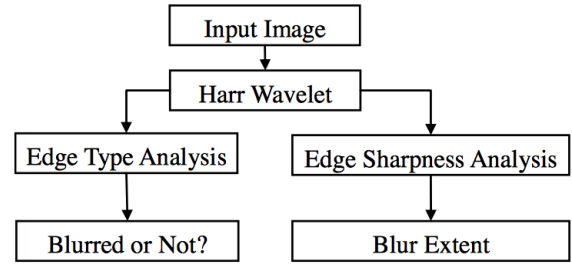 Input Image
Harr Wavelet
Edge Type Analysis
Edge Sharpness Analysis
Blurred or Not?
Blur Extent